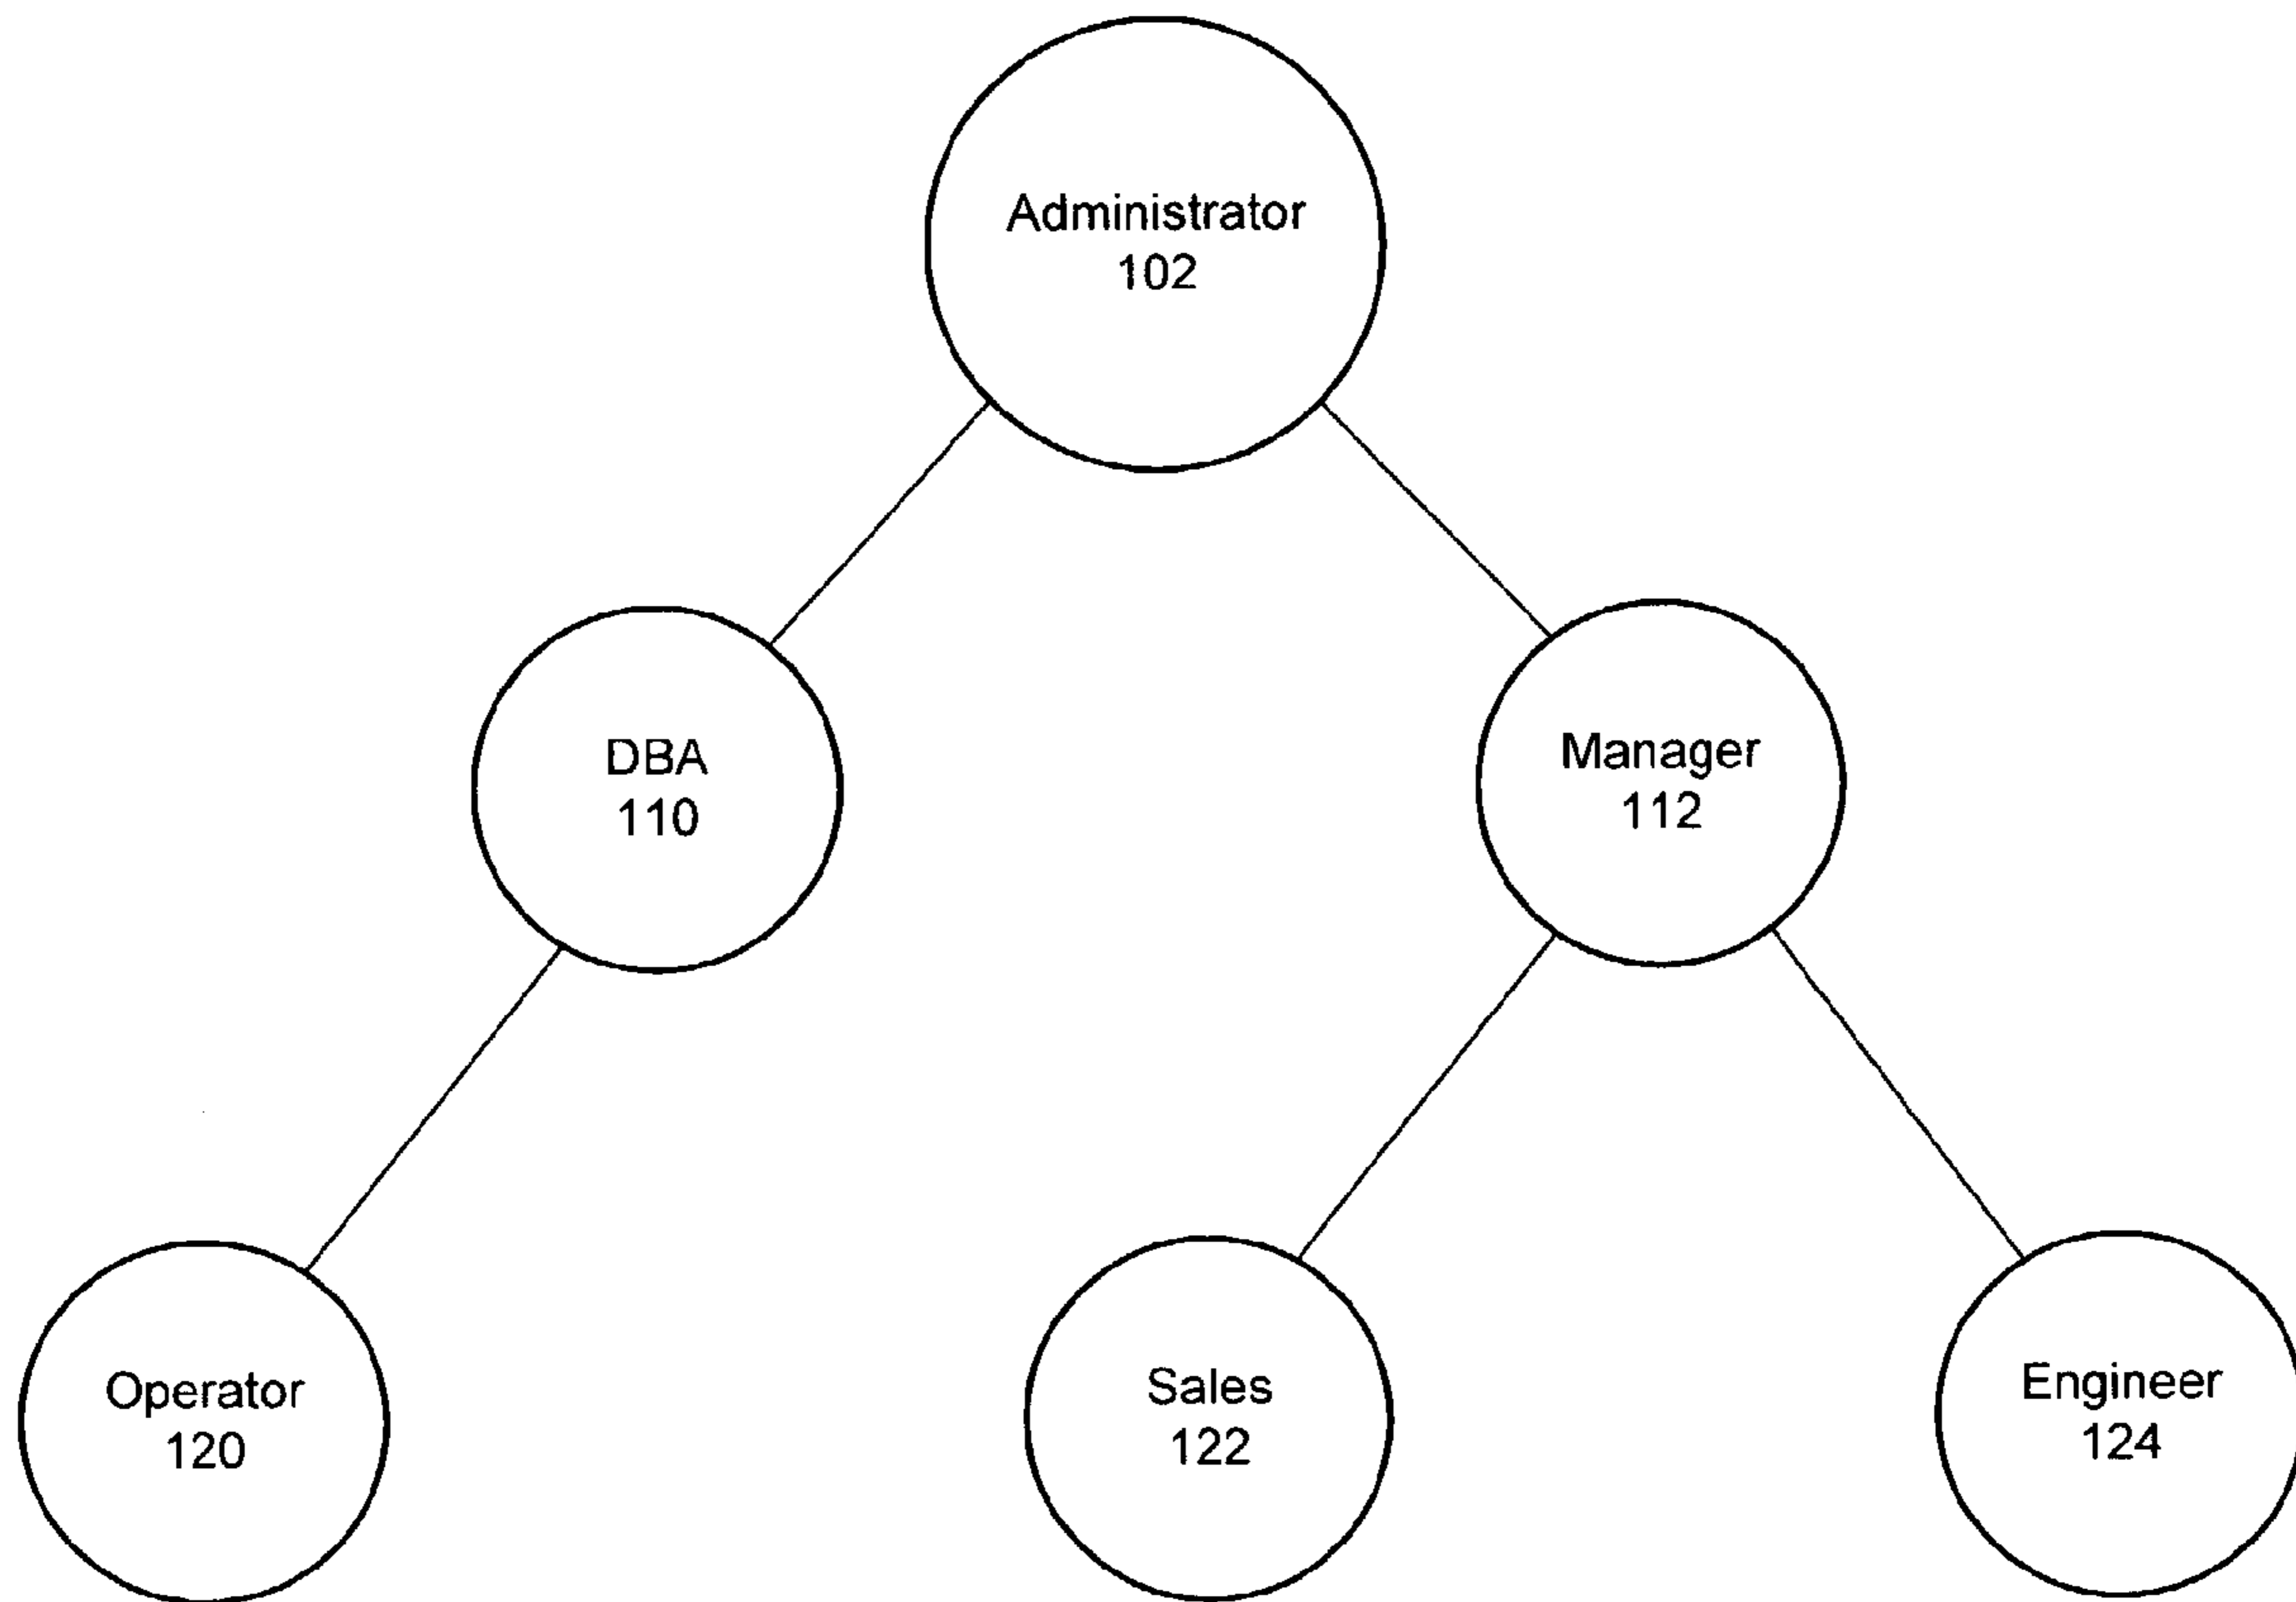 Administrator
102
DBA
110
Manager
112
Operator
120
Sales
122
Engineer
124